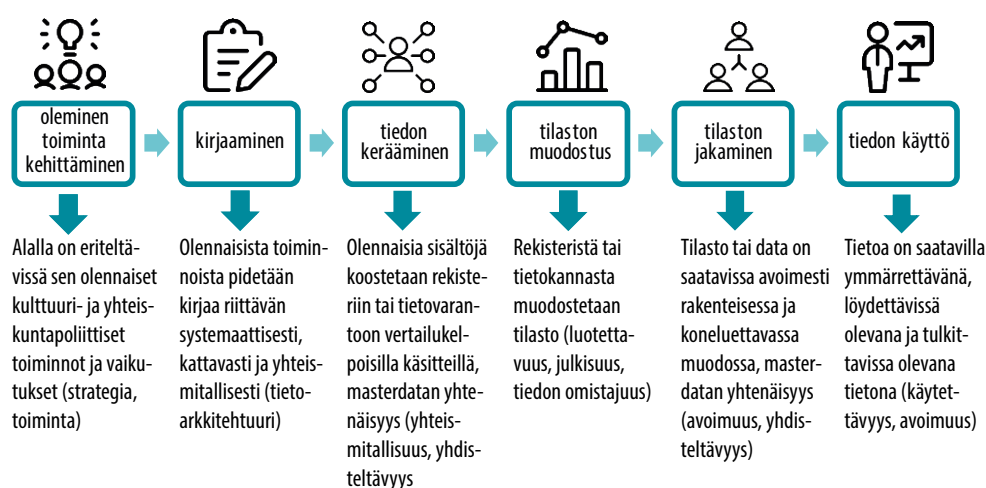 oleminen
toiminta
kehittäminen
kirjaaminen
tiedon
kerääminen
tilaston
muodostus
tilaston
jakaminen
tiedon käyttö
Alalla on eriteltä-
vissä sen olennaiset
kulttuuri- ja yhteis-
kuntapoliittiset
toiminnot ja vaiku-
tukset (strategia,
toiminta)
Olennaisista toimin-
noista pidetään
kirjaa riittävän
systemaattisesti,
kattavasti ja yhteis-
mitallisesti (tieto-
arkkitehtuuri)
Olennaisia sisältöjä
koostetaan rekiste-
riin tai tietovaran-
toon vertailukel-
poisilla käsitteillä,
masterdatan yhte-
näisyys (yhteis-
mitallisuus, yhdis-
teltävyys
Rekisteristä tai
tietokannasta
muodostetaan
tilasto (luotetta-
vuus, julkisuus,
tiedon omistajuus)
Tilasto tai data on
saatavissa avoimesti
rakenteisessa ja
koneluettavassa
muodossa, master-
datan yhtenäisyys
(avoimuus, yhdis-
teltävyys)
Tietoa on saatavilla
ymmärrettävänä,
löydettävissä
olevana ja tulkit-
tavissa olevana
tietona (käytet-
tävyys, avoimuus)